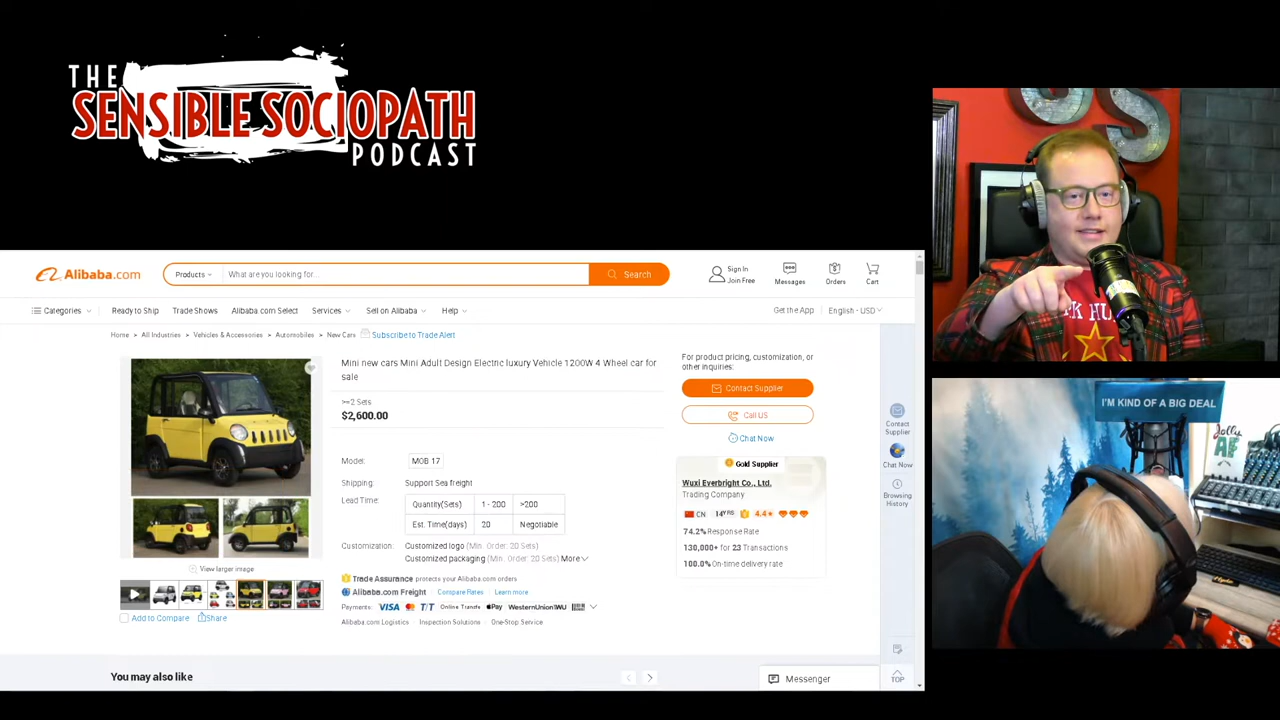 THE
SENSIBLE SOCIOPATH
PODCAST
Alibaba.com
Products
What are you looking for...
Search
Sign In
Join Free
Messages
Orders
Cart
Categories
Ready to Ship
Trade Shows
Alibaba.com Select
Services
Sell on Alibaba
Help
Get the App
English - USD
Home > All Industries > Vehicles & Accessories > Automobiles > New Cars
Subscribe to Trade Alert
Mini new cars Mini Adult Design Electric luxury Vehicle 1200W 4 Wheel car for
sale
>=2 Sets
$2,600.00
Model:
MOB 17
Shipping:
Support Sea freight
Lead Time:
Quantity(Sets) 1 - 200 >200
Est. Time(days) 20 Negotiable
Customization:
Customized logo (Min. Order: 20 Sets)
Customized packaging (Min. Order: 20 Sets) More
Trade Assurance protects your Alibaba.com orders
Alibaba.com Freight Compare Rates Learn more
Payments: VISA T/T Online Transfe Pay WesternUnion WU
Alibaba.com Logistics Inspection Solutions One-Stop Service
View larger image
Add to Compare
Share
For product pricing, customization, or
other inquiries:
Contact Supplier
Call US
Chat Now
Gold Supplier
Wuxi Everbright Co., Ltd.
Trading Company
CN 14YRS 4.4
74.2% Response Rate
130,000+ for 23 Transactions
100.0% On-time delivery rate
Contact
Supplier
Chat Now
Browsing
History
TOP
You may also like
Messenger
S
I'M KIND OF A BIG DEAL
Jolly
AF